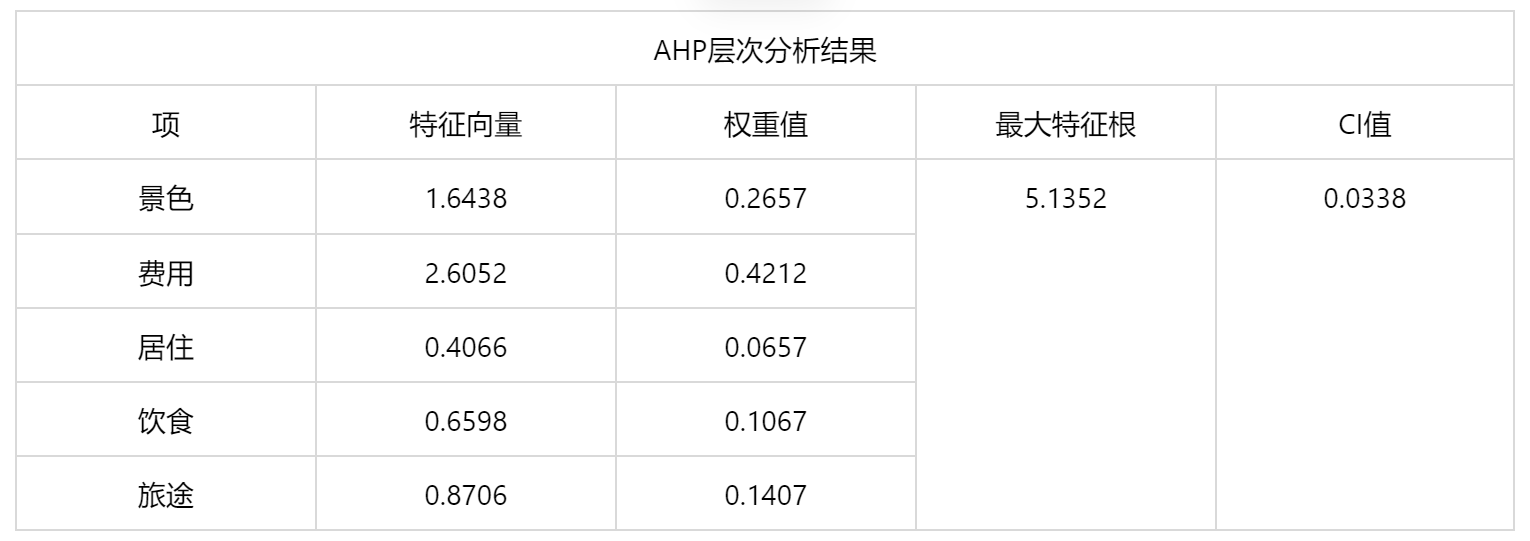 AHP层次分析结果
项 特征向量 权重值 最大特征根 CI值
景色 1.6438 0.2657 5.1352 0.0338
费用 2.6052 0.4212
居住 0.4066 0.0657
饮食 0.6598 0.1067
旅途 0.8706 0.1407